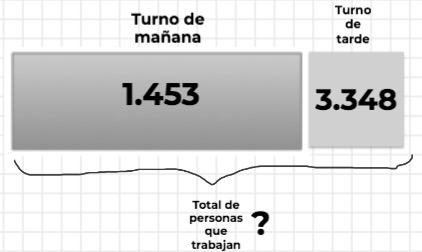 Turno de
mañana
Turno
de
tarde
1.453
3.348
Total de
personas
que
trabajan
?